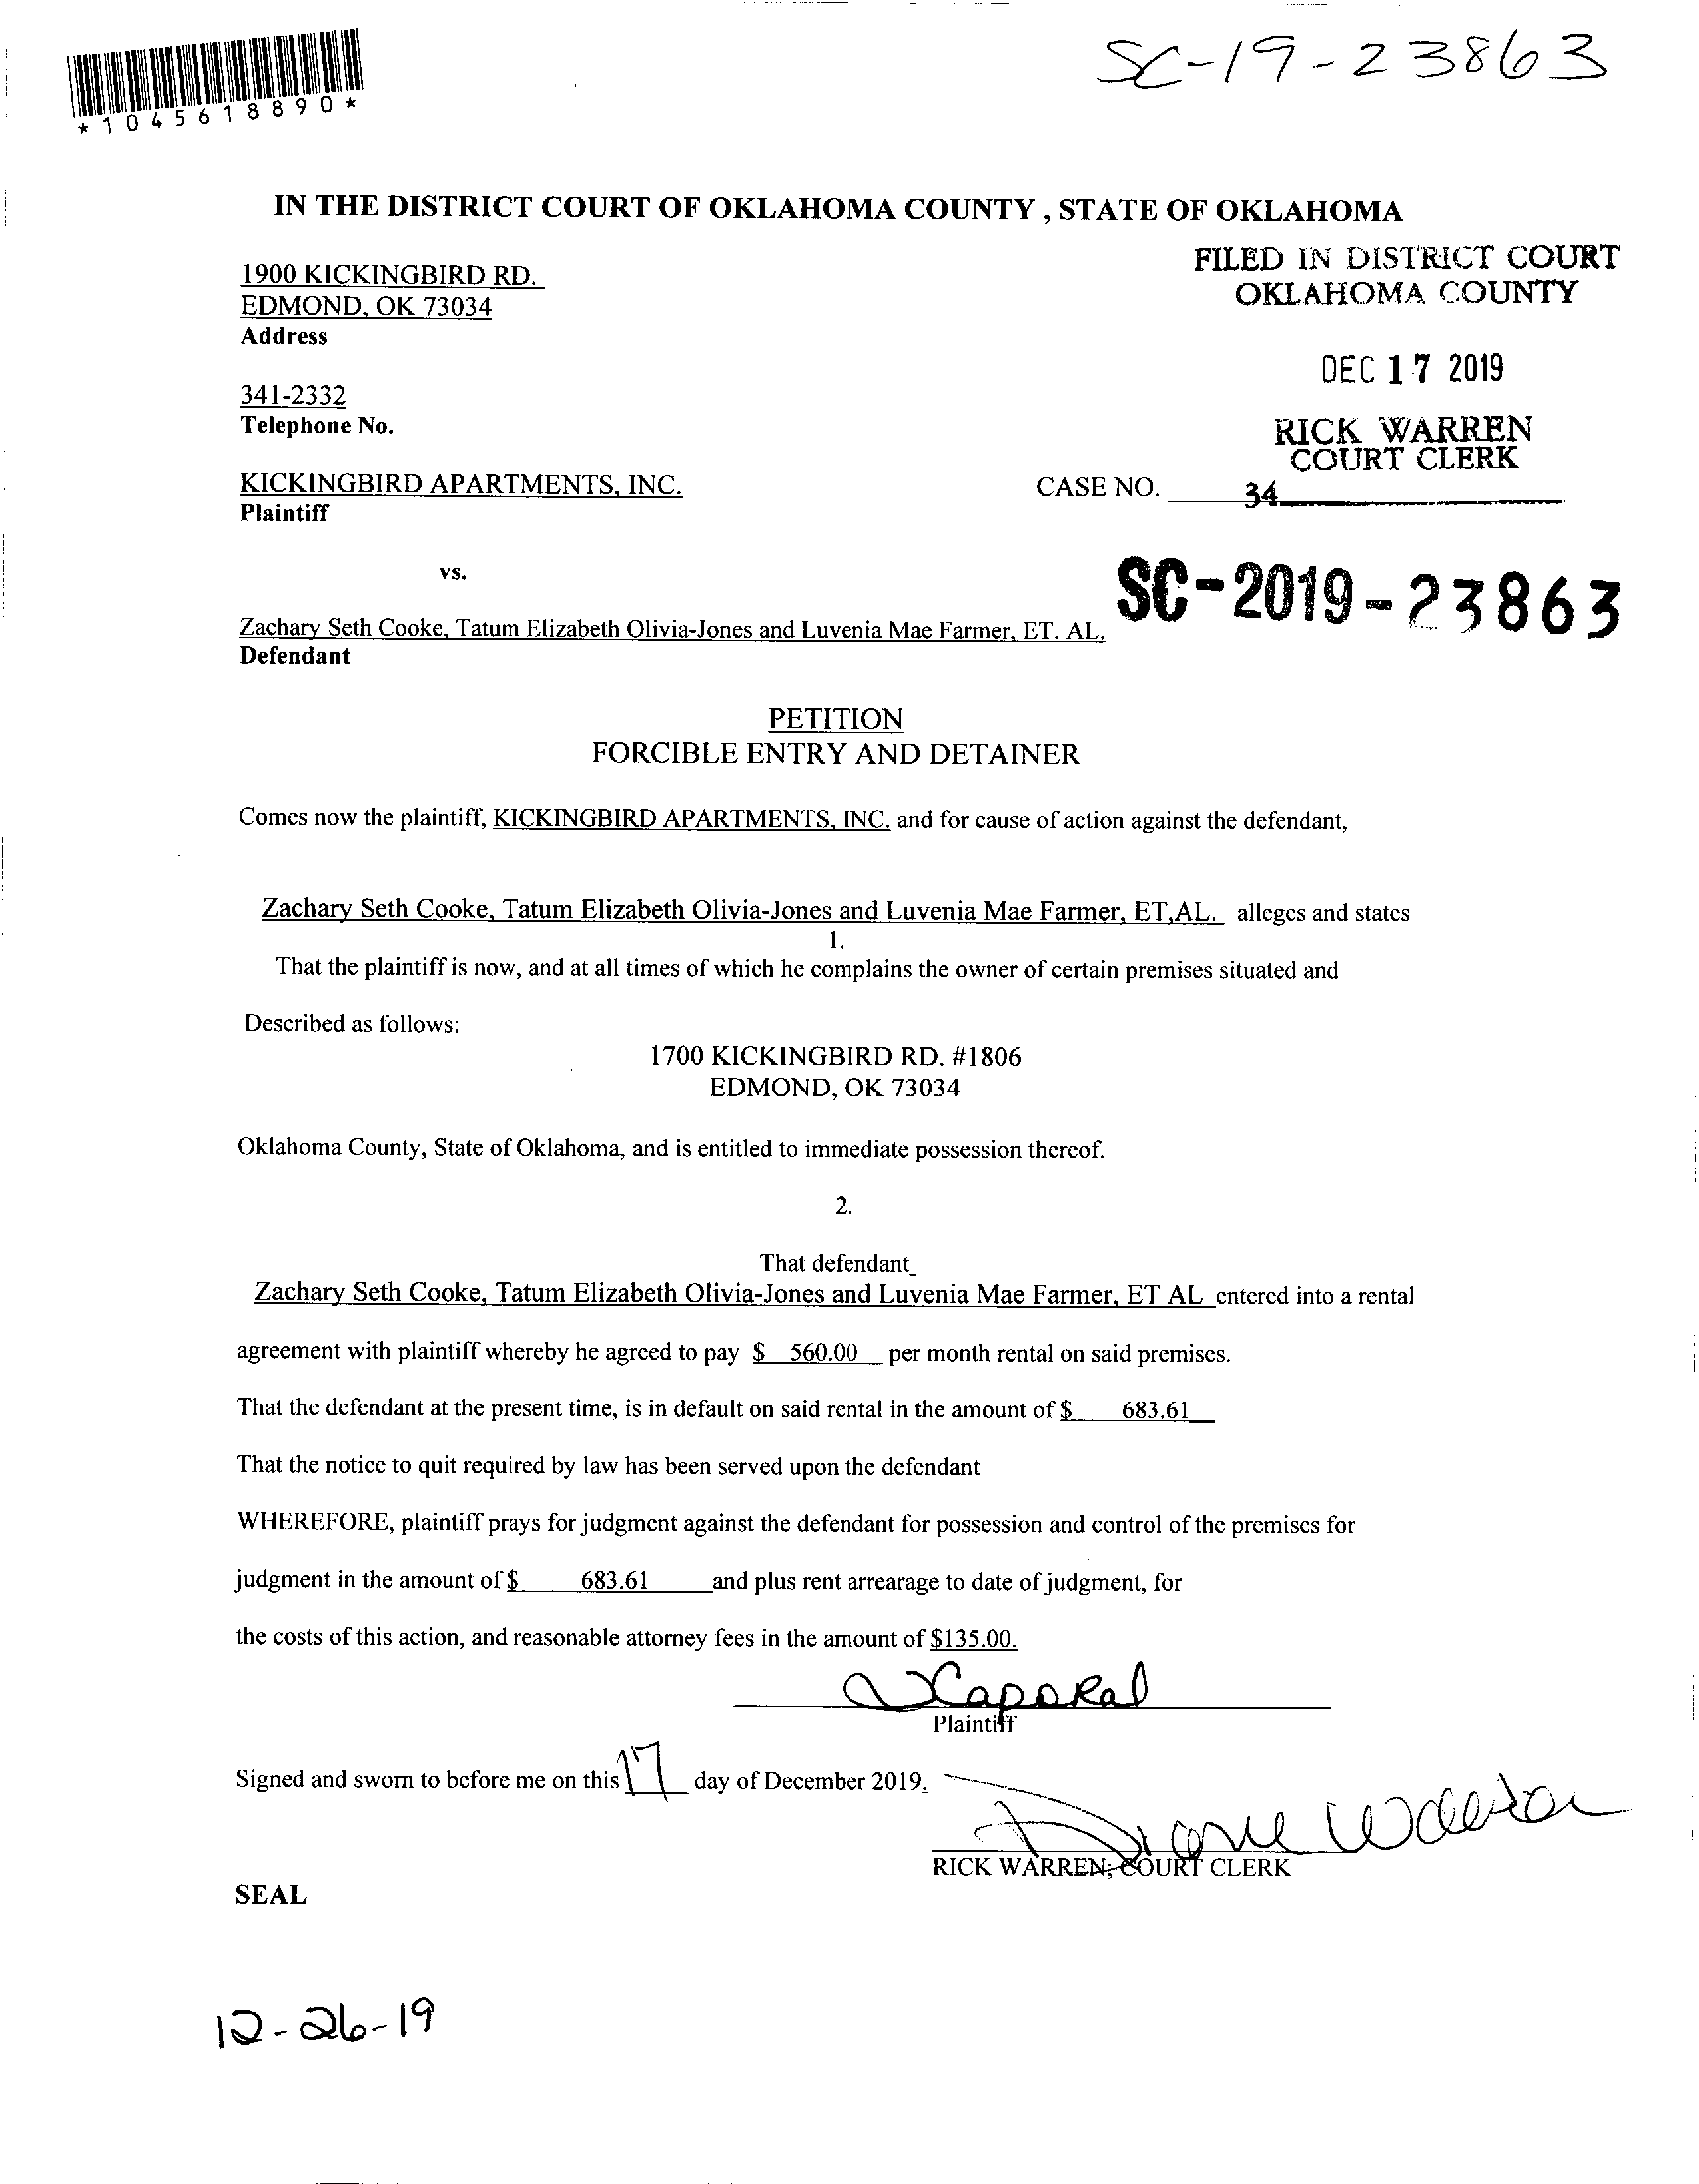 SC-19-23863
*1045618890*
IN THE DISTRICT COURT OF OKLAHOMA COUNTY , STATE OF OKLAHOMA
FILED IN DISTRICT COURT
OKLAHOMA COUNTY
1900 KICKINGBIRD RD.
EDMOND, OK 73034
Address
DEC 17 2019
341-2332
Telephone No.
RICK WARREN
COURT CLERK
KICKINGBIRD APARTMENTS, INC.
Plaintiff
CASE NO. 34
vs.
SC-2019-23863
Zachary Seth Cooke, Tatum Elizabeth Olivia-Jones and Luvenia Mae Farmer, ET. AL.
Defendant
PETITION
FORCIBLE ENTRY AND DETAINER
Comes now the plaintiff, KICKINGBIRD APARTMENTS, INC. and for cause of action against the defendant,
Zachary Seth Cooke, Tatum Elizabeth Olivia-Jones and Luvenia Mae Farmer, ET,AL. alleges and states
1.
That the plaintiff is now, and at all times of which he complains the owner of certain premises situated and
Described as follows:
1700 KICKINGBIRD RD. #1806
EDMOND, OK 73034
Oklahoma County, State of Oklahoma, and is entitled to immediate possession thereof.
2.
That defendant
Zachary Seth Cooke, Tatum Elizabeth Olivia-Jones and Luvenia Mae Farmer, ET AL entered into a rental
agreement with plaintiff whereby he agreed to pay $ 560.00 per month rental on said premises.
That the defendant at the present time, is in default on said rental in the amount of $ 683.61
That the notice to quit required by law has been served upon the defendant
WHEREFORE, plaintiff prays for judgment against the defendant for possession and control of the premises for
judgment in the amount of $ 683.61 and plus rent arrearage to date of judgment, for
the costs of this action, and reasonable attorney fees in the amount of $135.00.
Plaintiff
Signed and sworn to before me on this 17 day of December 2019.
RICK WARREN, COURT CLERK
SEAL
12-26-19